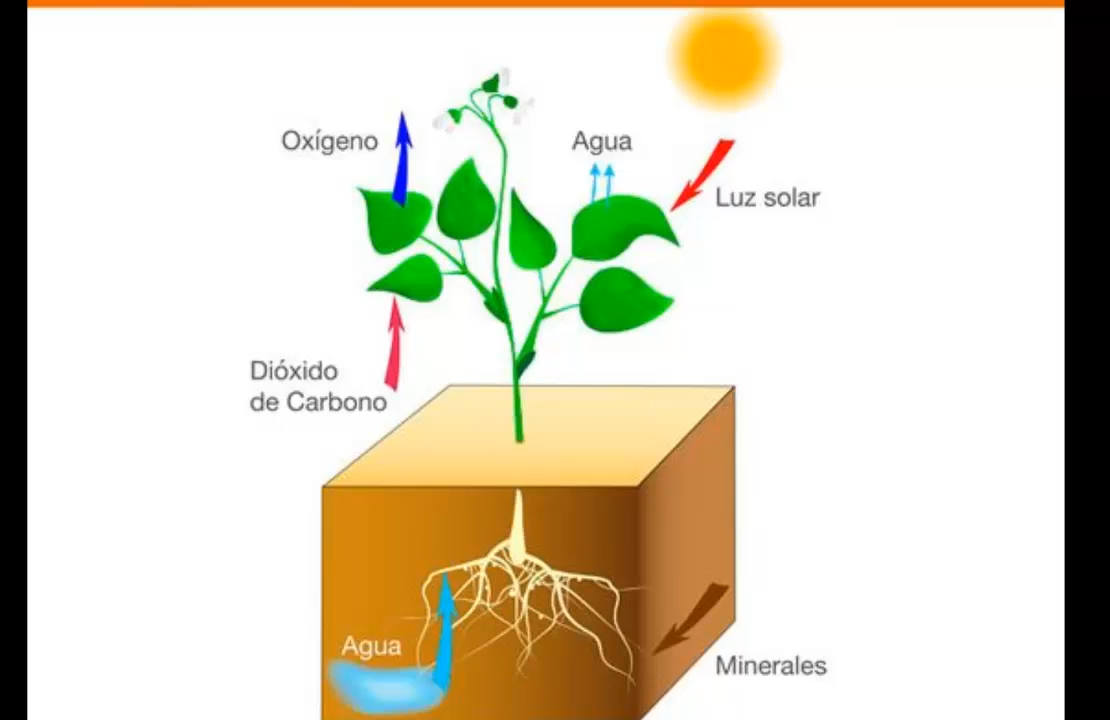 Oxígeno
Agua
Luz solar
Dióxido
de Carbono
Agua
Minerales